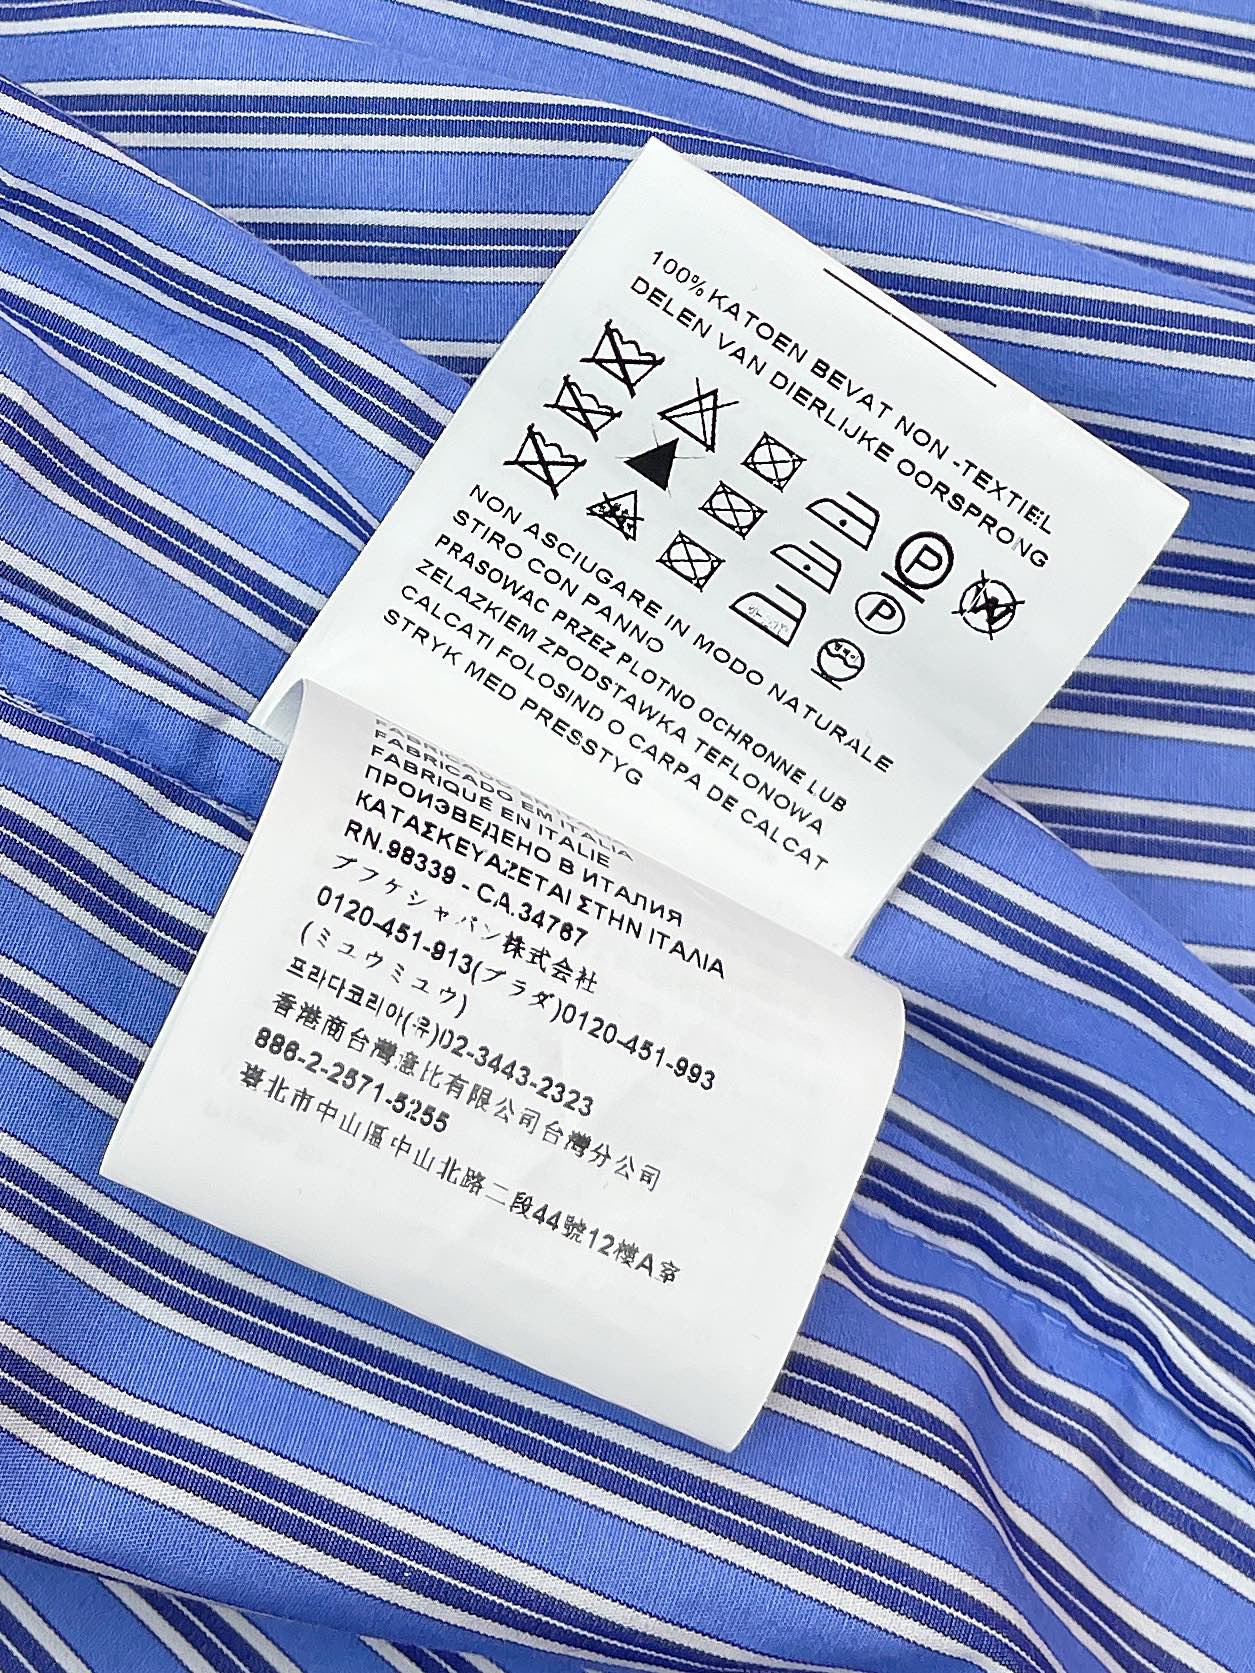 100% KATOEN BEVAT NON -TEXTIEL
DELEN VAN DIERLIJKE OORSPRONG
NON ASCIUGARE IN MODO NATURALE
STIRO CON PANNO
PRASOWAC PRZEZ PLOTNO OCHRONNE LUB
ZELAZKIEM ZPODSTAWKA TEFLONOWA
CALCATI FOLOSIND O CARPA DE CALCAT
STRYK MED PRESSTYG
FABRICADO EM ITALIA
FABRIQUÉ EN ITALIE
ПРОИЭВЕДЕНО В ИТАЛИЯ
ΚΑΤΑΣΚΕΥΑΖΕΤΑΙ ΣΤΗΝ ΙΤΑΛΙΑ
RN.98339 - CA.34767
プフケシャパン株式会社
0120-451-913(プラダ)0120-451-993
(ミュウミュウ)
프라다코리아(유)02-3443-2323
香港商台灣意比有限公司台灣分公司
886-2-2571-5255
臺北市中山區中山北路二段44號12樓A室